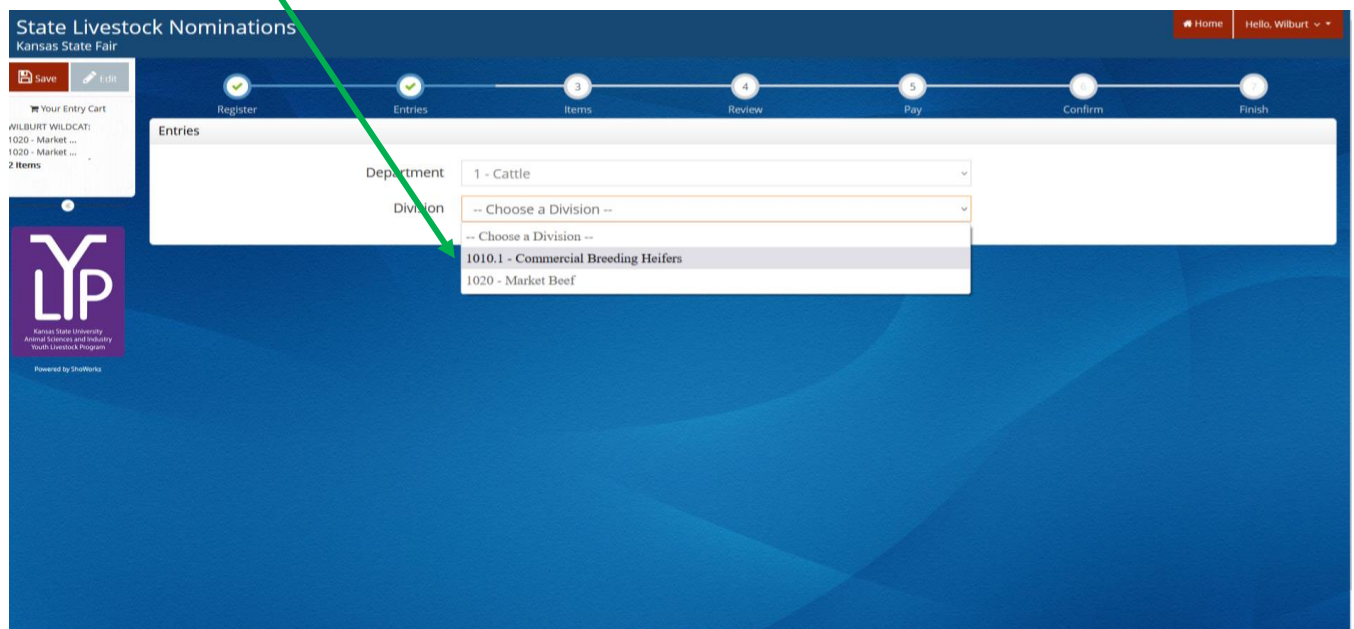 State Livestock Nominations
Kansas State Fair
Home
Hello, Wilburt
Save
Edit
Your Entry Cart
WILBURT WILDCAT:
1020 - Market ...
1020 - Market ...
2 Items
Register
Entries
3
Items
4
Review
5
Pay
6
Confirm
7
Finish
Entries
Department
1 - Cattle
Division
-- Choose a Division --
-- Choose a Division --
1010.1 - Commercial Breeding Heifers
1020 - Market Beef
YLP
Kansas State University
Animal Sciences and Industry
Youth Livestock Program
Powered by ShoWorks